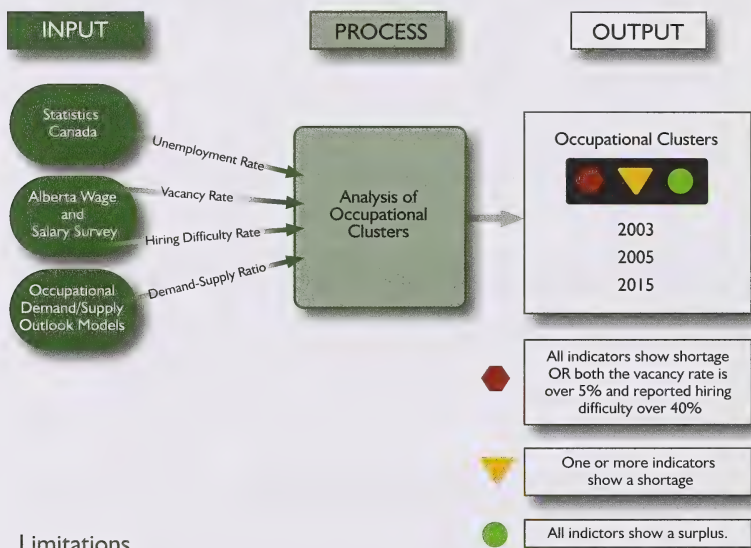 INPUT
PROCESS
OUTPUT
Statistics
Canada
Unemployment Rate
Alberta Wage
and
Salary Survey
Vacancy Rate
Hiring Difficulty Rate
Occupational
Demand/Supply
Outlook Models
Demand-Supply Ratio
Analysis of
Occupational
Clusters
Occupational Clusters
2003
2005
2015
All indicators show shortage
OR both the vacancy rate is
over 5% and reported hiring
difficulty over 40%
One or more indicators
show a shortage
All indictors show a surplus.
Limitations